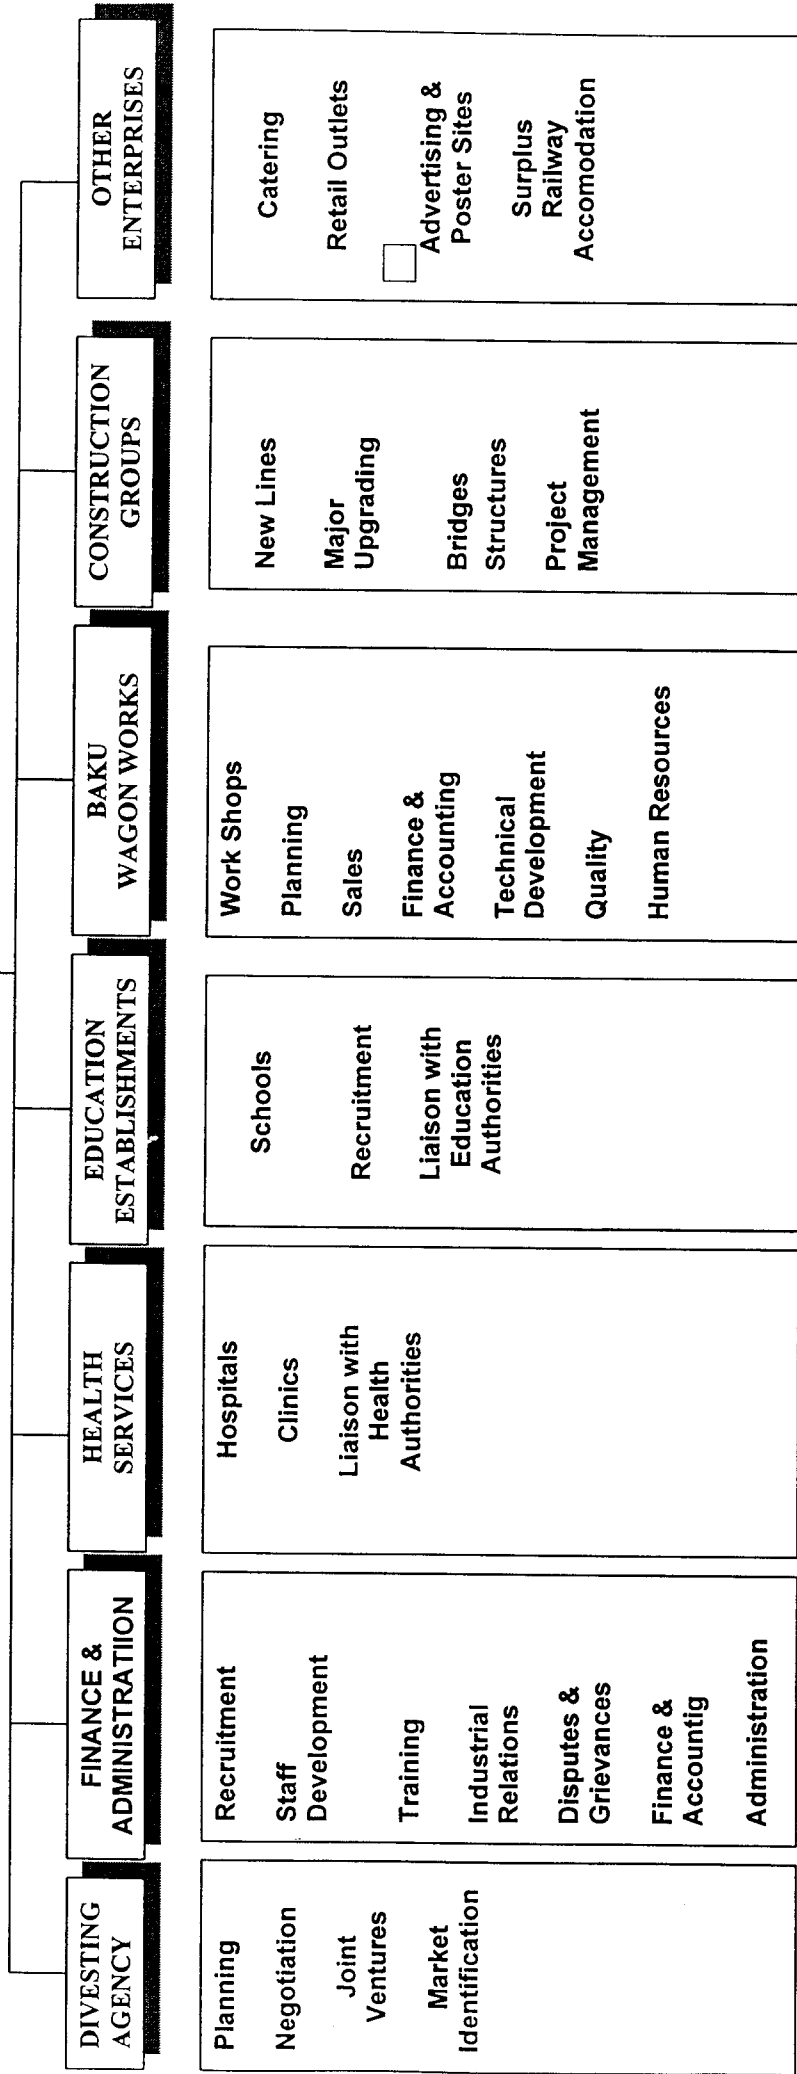 DIVESTING
AGENCY
Planning
Negotiation
Joint
Ventures
Market
Identification
FINANCE &
ADMINISTRATIION
Recruitment
Staff
Development
Training
Industrial
Relations
Disputes &
Grievances
Finance &
Accountig
Administration
HEALTH
SERVICES
Hospitals
Clinics
Liaison with
Health
Authorities
EDUCATION
ESTABLISHMENTS
Schools
Recruitment
Liaison with
Education
Authorities
BAKU
WAGON WORKS
Work Shops
Planning
Sales
Finance &
Accounting
Technical
Development
Quality
Human Resources
CONSTRUCTION
GROUPS
New Lines
Major
Upgrading
Bridges
Structures
Project
Management
OTHER
ENTERPRISES
Catering
Retail Outlets
Advertising &
Poster Sites
Surplus
Railway
Accomodation